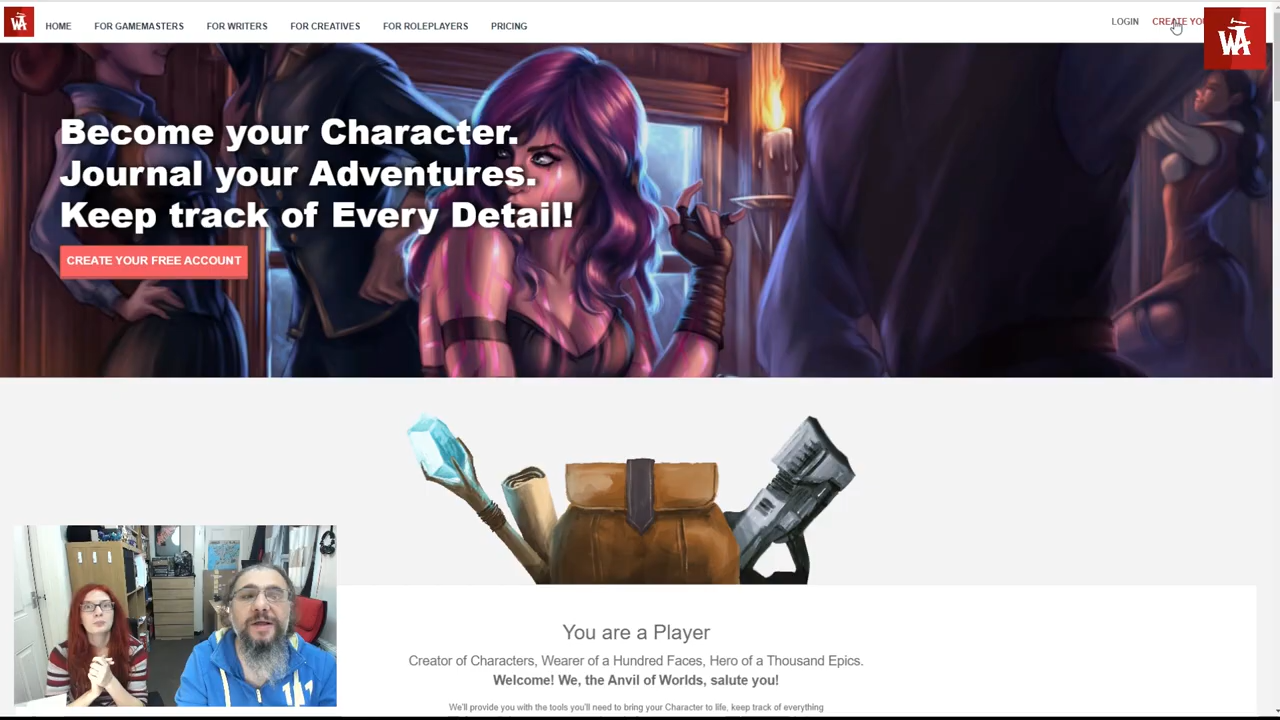 WA
HOME
FOR GAMEMASTERS
FOR WRITERS
FOR CREATIVES
FOR ROLEPLAYERS
PRICING
LOGIN
CREATE
WA
Become your Character.
Journal your Adventures.
Keep track of Every Detail!
CREATE YOUR FREE ACCOUNT
You are a Player
Creator of Characters, Wearer of a Hundred Faces, Hero of a Thousand Epics.
Welcome! We, the Anvil of Worlds, salute you!
We'll provide you with the tools you'll need to bring your Character to life, keep track of everything